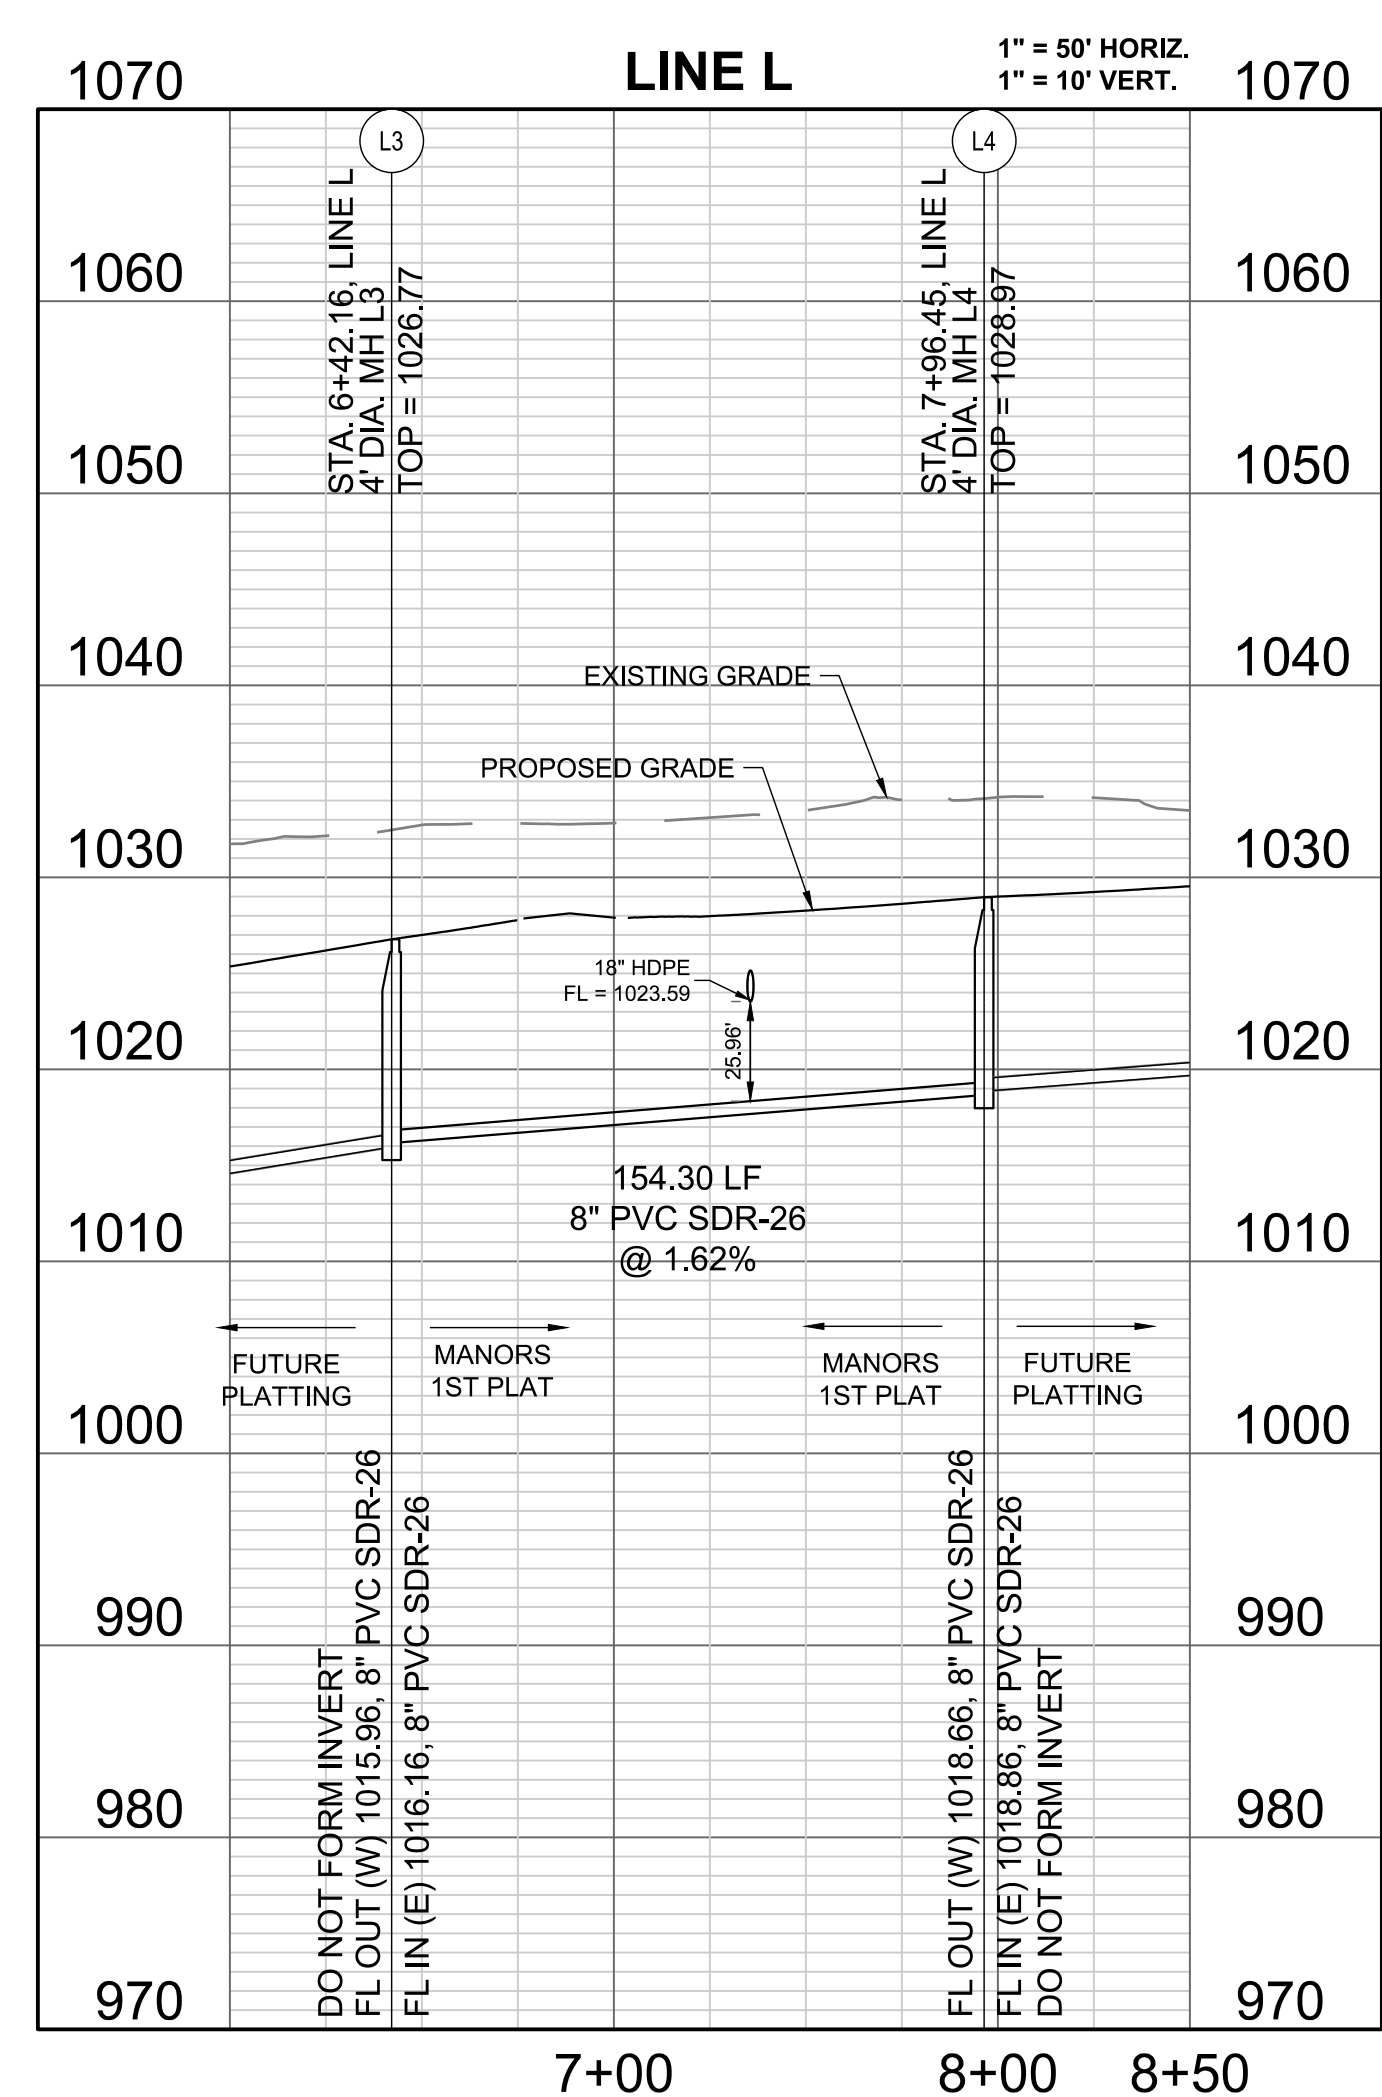 LINE L
1" = 50' HORIZ.
1" = 10' VERT.
1070
1070
L3
L4
STA. 6+42.16, LINE L
4' DIA. MH L3
TOP = 1026.77
STA. 7+96.45, LINE L
4' DIA. MH L4
TOP = 1028.97
1060
1060
1050
1050
1040
1040
EXISTING GRADE
PROPOSED GRADE
1030
1030
18" HDPE
FL = 1023.59
25.96'
1020
1020
154.30 LF
8" PVC SDR-26
@ 1.62%
1010
1010
FUTURE
PLATTING
MANORS
1ST PLAT
MANORS
1ST PLAT
FUTURE
PLATTING
1000
1000
DO NOT FORM INVERT
FL OUT (W) 1015.96, 8" PVC SDR-26
FL IN (E) 1016.16, 8" PVC SDR-26
FL OUT (W) 1018.66, 8" PVC SDR-26
FL IN (E) 1018.86, 8" PVC SDR-26
DO NOT FORM INVERT
990
990
980
980
970
970
7+00
8+00
8+50